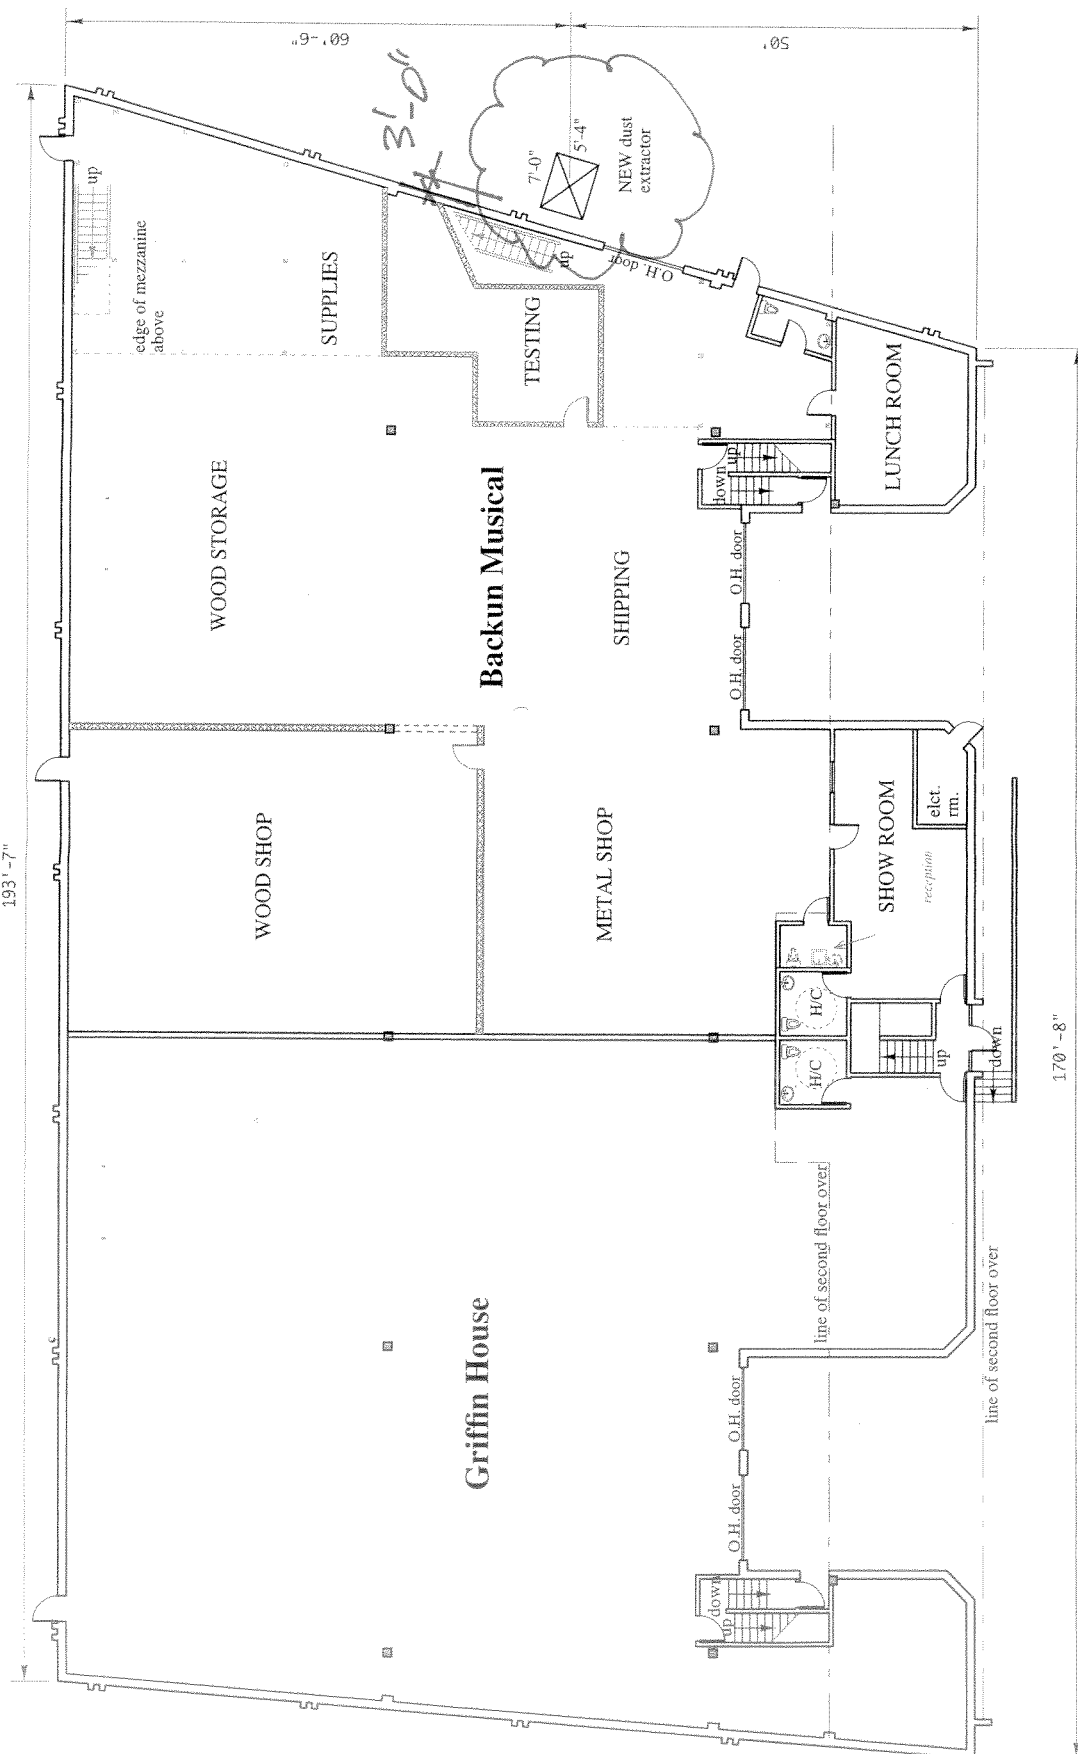 60'-6"
50'
3'-0"
7'-0"
5'-4"
NEW dust
extractor
up
edge of mezzanine
above
SUPPLIES
TESTING
up
O.H. door
LUNCH ROOM
WOOD STORAGE
Backun Musical
SHIPPING
down
up
O.H. door
O.H. door
193'-7"
WOOD SHOP
METAL SHOP
SHOW ROOM
reception
elct.
rm.
H/C
H/C
up
down
170'-8"
Griffin House
line of second floor over
line of second floor over
O.H. door
O.H. door
down
up